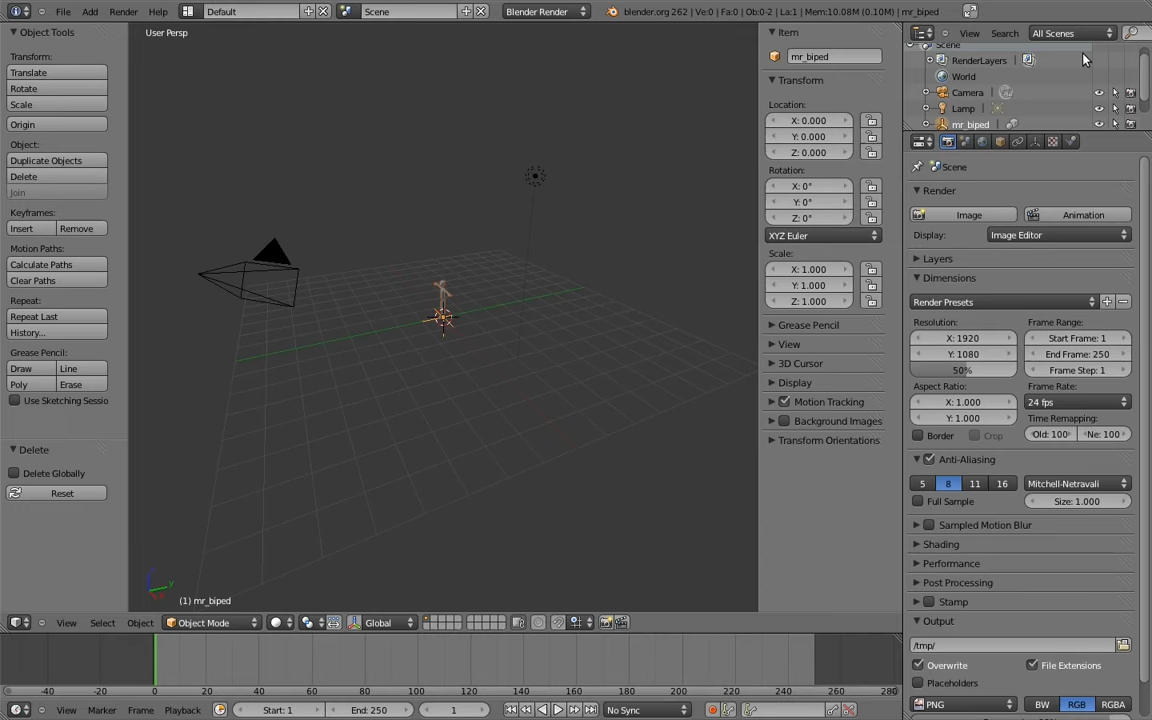 File Add Render Help Default Scene Blender Render blender.org 262 | Ve:0 | Fa:0 | Ob:0-2 | La:1 | Mem:10.08M (0.10M) | mr_biped
Object Tools
Transform:
Translate
Rotate
Scale
Origin
Object:
Duplicate Objects
Delete
Join
Keyframes:
Insert Remove
Motion Paths:
Calculate Paths
Clear Paths
Repeat:
Repeat Last
History...
Grease Pencil:
Draw Line
Poly Erase
Use Sketching Sessio
Delete
Delete Globally
Reset
User Persp
y
(1) mr_biped
View Select Object Object Mode Global
Item
mr_biped
Transform
Location:
X: 0.000
Y: 0.000
Z: 0.000
Rotation:
X: 0°
Y: 0°
Z: 0°
XYZ Euler
Scale:
X: 1.000
Y: 1.000
Z: 1.000
Grease Pencil
View
3D Cursor
Display
Motion Tracking
Background Images
Transform Orientations
View Search All Scenes
Scene
RenderLayers |
World
Camera |
Lamp |
mr_biped |
Scene
Render
Image Animation
Display: Image Editor
Layers
Dimensions
Render Presets
Resolution: Frame Range:
X: 1920 Start Frame: 1
Y: 1080 End Frame: 250
50% Frame Step: 1
Aspect Ratio: Frame Rate:
X: 1.000 24 fps
Y: 1.000 Time Remapping:
Border Crop Old: 100 Ne: 100
Anti-Aliasing
5 8 11 16 Mitchell-Netravali
Full Sample Size: 1.000
Sampled Motion Blur
Shading
Performance
Post Processing
Stamp
Output
/tmp/
Overwrite File Extensions
Placeholders
PNG BW RGB RGBA
-40 -20 0 20 40 60 80 100 120 140 160 180 200 220 240 260 280
View Marker Frame Playback Start: 1 End: 250 1 No Sync